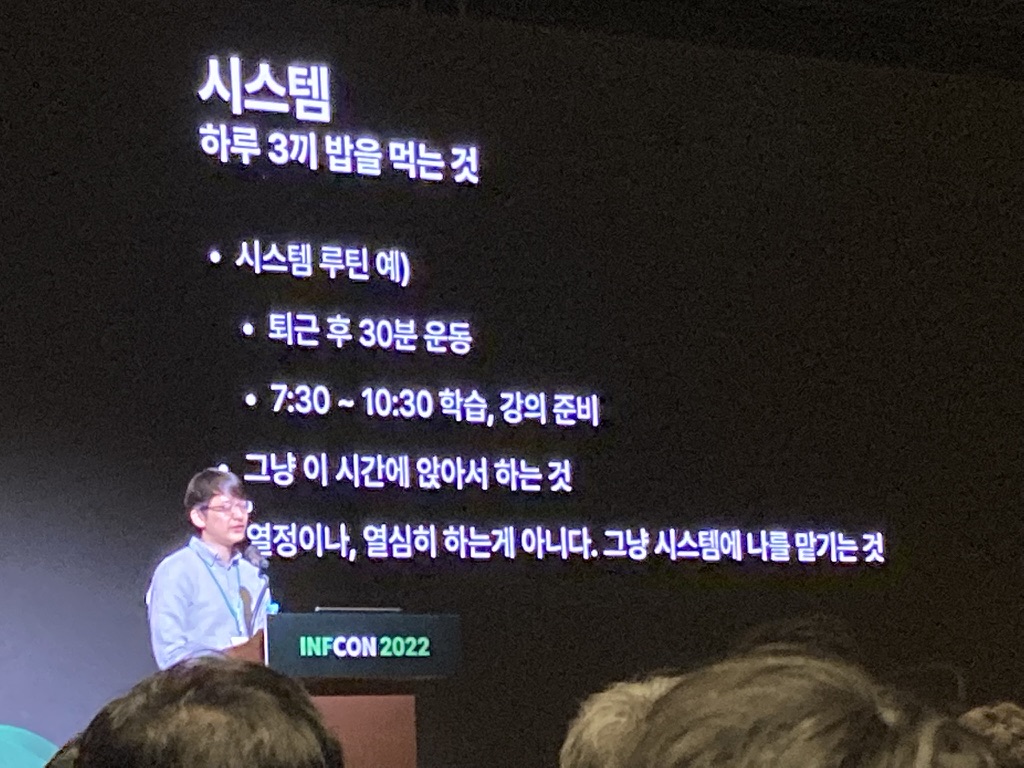 시스템
하루 3끼 밥을 먹는 것
• 시스템 루틴 예)
• 퇴근 후 30분 운동
• 7:30 ~ 10:30 학습, 강의 준비
그냥 이 시간에 앉아서 하는 것
열정이나, 열심히 하는게 아니다. 그냥 시스템에 나를 맡기는 것
INFCON 2022